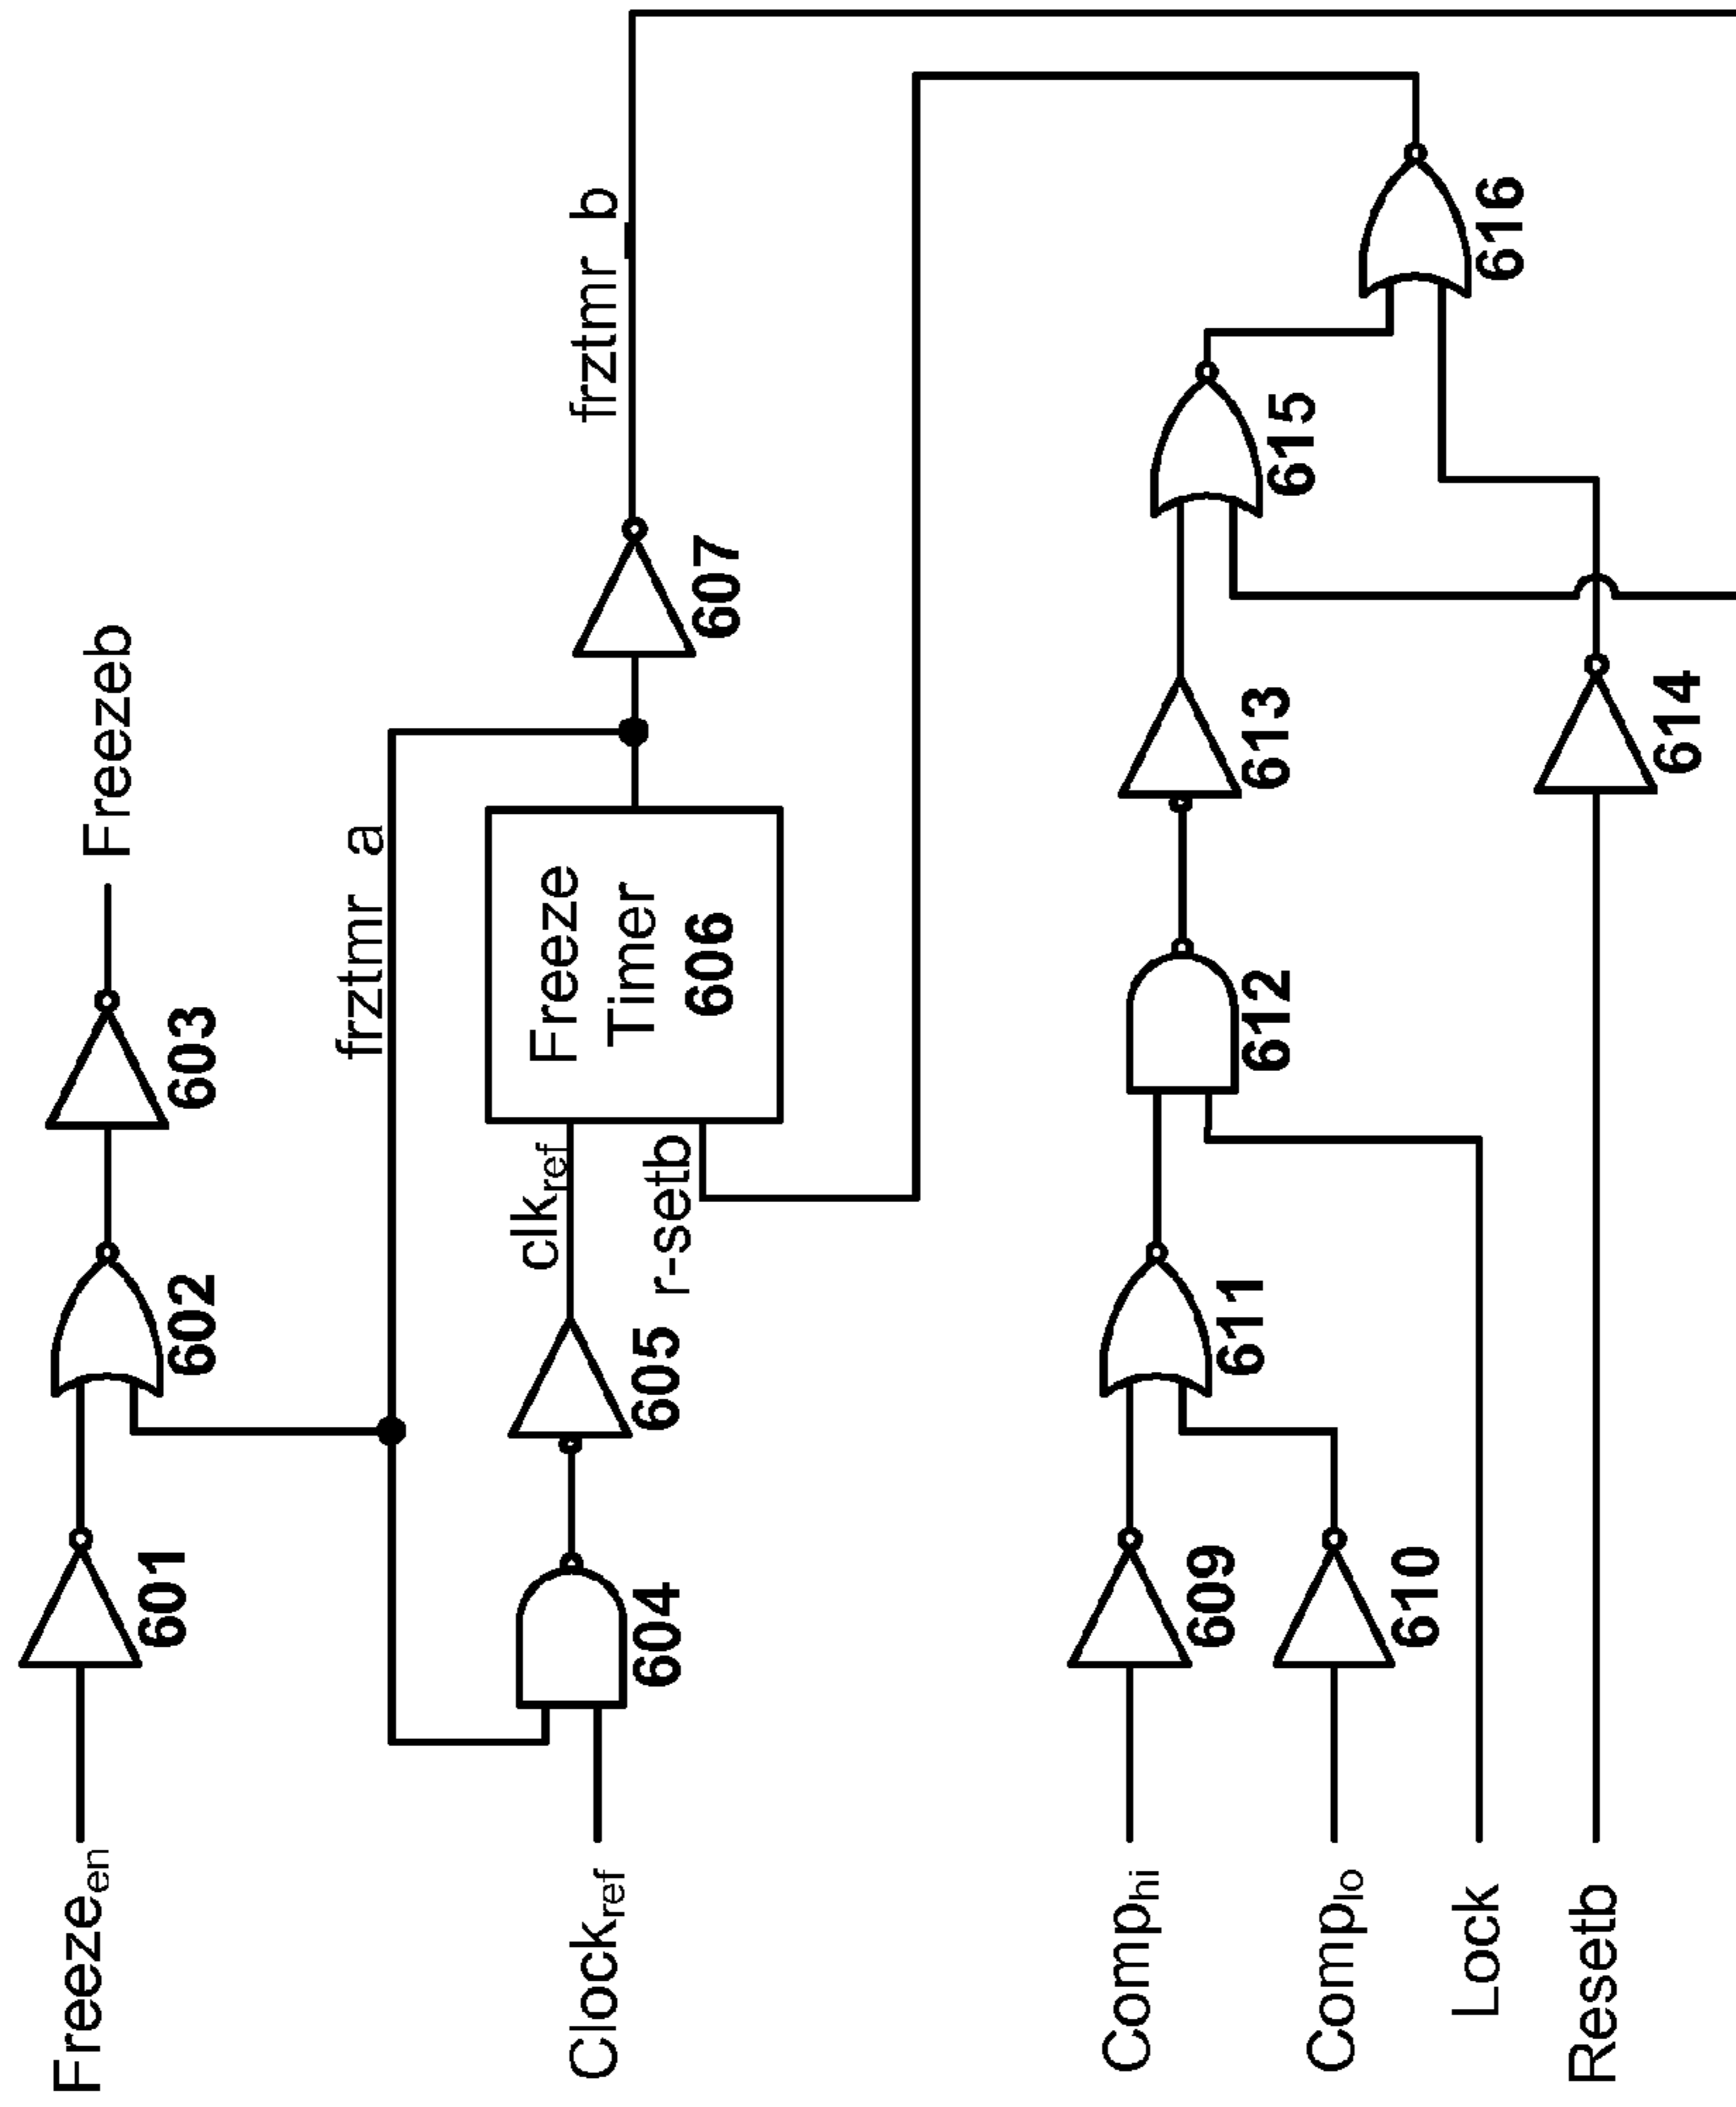 Freezeen
601
602
603
Freezeb
frztmr a
Clockref
604
605
clkref
r-setb
Freeze
Timer
606
607
frztmr_b
Comphi
609
Complo
610
611
612
613
615
616
Lock
Resetb
614